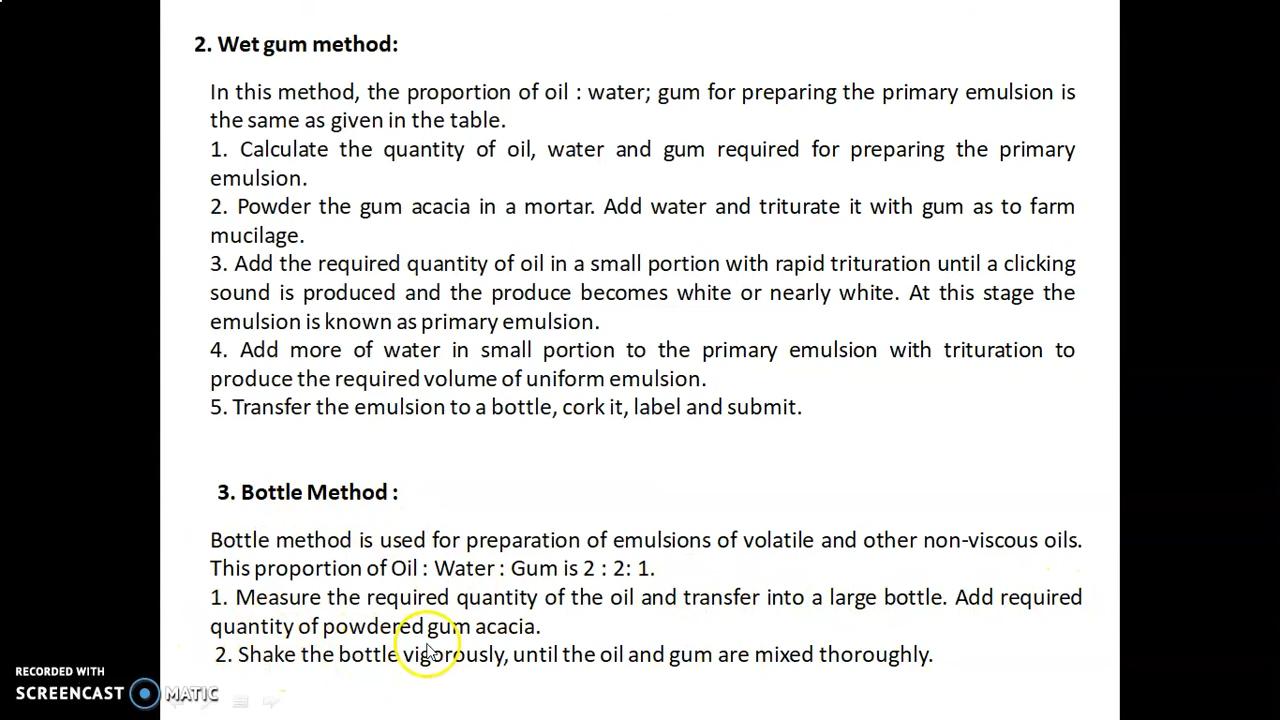 2. Wet gum method:
In this method, the proportion of oil : water; gum for preparing the primary emulsion is
the same as given in the table.
1. Calculate the quantity of oil, water and gum required for preparing the primary
emulsion.
2. Powder the gum acacia in a mortar. Add water and triturate it with gum as to farm
mucilage.
3. Add the required quantity of oil in a small portion with rapid trituration until a clicking
sound is produced and the produce becomes white or nearly white. At this stage the
emulsion is known as primary emulsion.
4. Add more of water in small portion to the primary emulsion with trituration to
produce the required volume of uniform emulsion.
5. Transfer the emulsion to a bottle, cork it, label and submit.
3. Bottle Method :
Bottle method is used for preparation of emulsions of volatile and other non-viscous oils.
This proportion of Oil : Water : Gum is 2 : 2: 1.
1. Measure the required quantity of the oil and transfer into a large bottle. Add required
quantity of powdered gum acacia.
2. Shake the bottle vigorously, until the oil and gum are mixed thoroughly.
RECORDED WITH
SCREENCAST MATIC